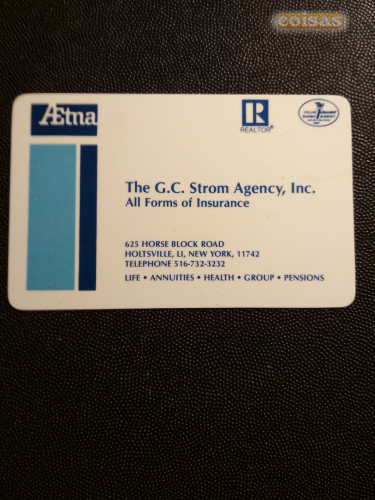 coisas
Ætna
R
REALTOR®
The G.C. Strom Agency, Inc.
All Forms of Insurance
625 HORSE BLOCK ROAD
HOLTSVILLE, LI, NEW YORK, 11742
TELEPHONE 516-732-3232
LIFE • ANNUITIES • HEALTH • GROUP • PENSIONS